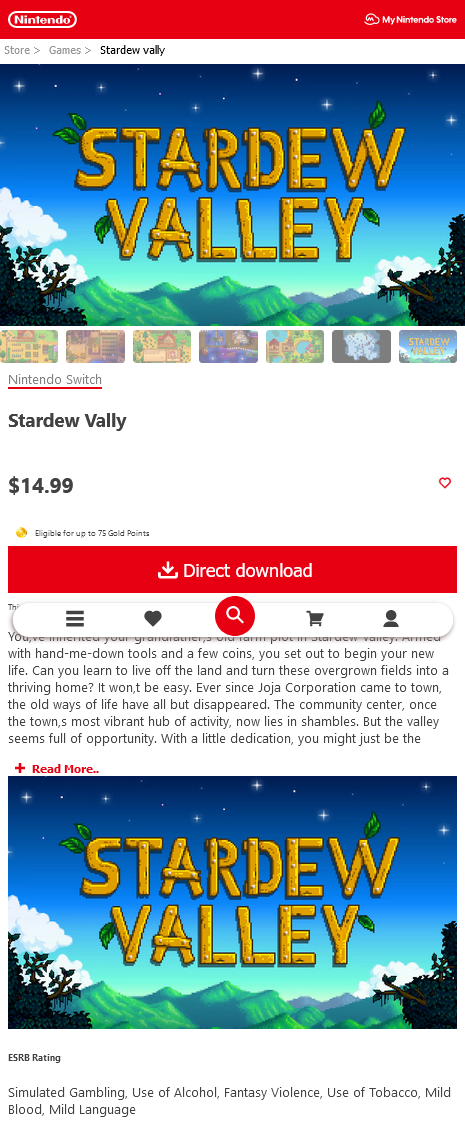 Nintendo
My Nintendo Store
Store > Games > Stardew vally
STARDEW
VALLEY
STARDEW
VALLEY
Nintendo Switch
Stardew Vally
$14.99
Eligible for up to 75 Gold Points
Direct download
You,ve inherited your grandfather,s old farm plot in Stardew Valley. Armed
with hand-me-down tools and a few coins, you set out to begin your new
life. Can you learn to live off the land and turn these overgrown fields into a
thriving home? It won,t be easy. Ever since Joja Corporation came to town,
the old ways of life have all but disappeared. The community center, once
the town,s most vibrant hub of activity, now lies in shambles. But the valley
seems full of opportunity. With a little dedication, you might just be the
+ Read More..
STARDEW
VALLEY
ESRB Rating
Simulated Gambling, Use of Alcohol, Fantasy Violence, Use of Tobacco, Mild
Blood, Mild Language